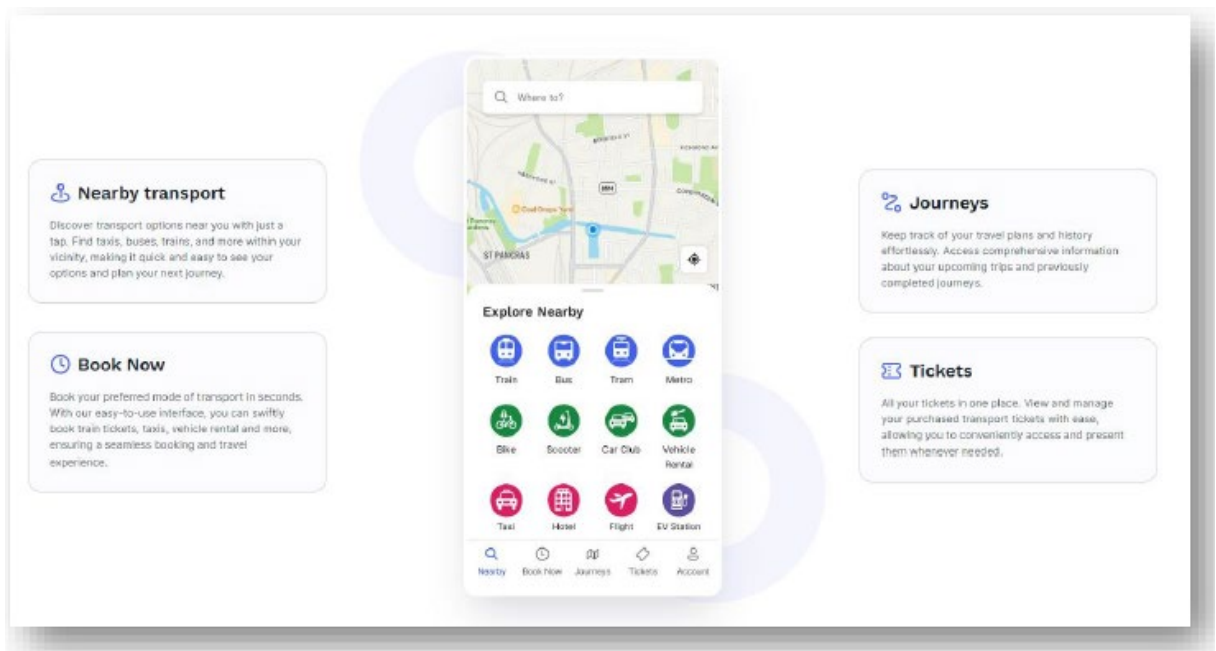 Nearby transport
Discover transport options near you with just a
tap. Find taxis, buses, trains, and more within your
vicinity, making it quick and easy to see your
options and plan your next journey.
Book Now
Book your preferred mode of transport in seconds.
With our easy-to-use interface, you can swiftly
book train tickets, taxis, vehicle rental and more,
ensuring a seamless booking and travel
experience.
Where to?
ST PANCRAS
Explore Nearby
Train Bus Tram Metro
Bike Scooter Car Club Vehicle
Rental
Taxi Hotel Flight EV Station
Nearby Book Now Journeys Tickets Account
Journeys
Keep track of your travel plans and history
effortlessly. Access comprehensive information
about your upcoming trips and previously
completed journeys.
Tickets
All your tickets in one place. View and manage
your purchased transport tickets with ease,
allowing you to conveniently access and present
them whenever needed.